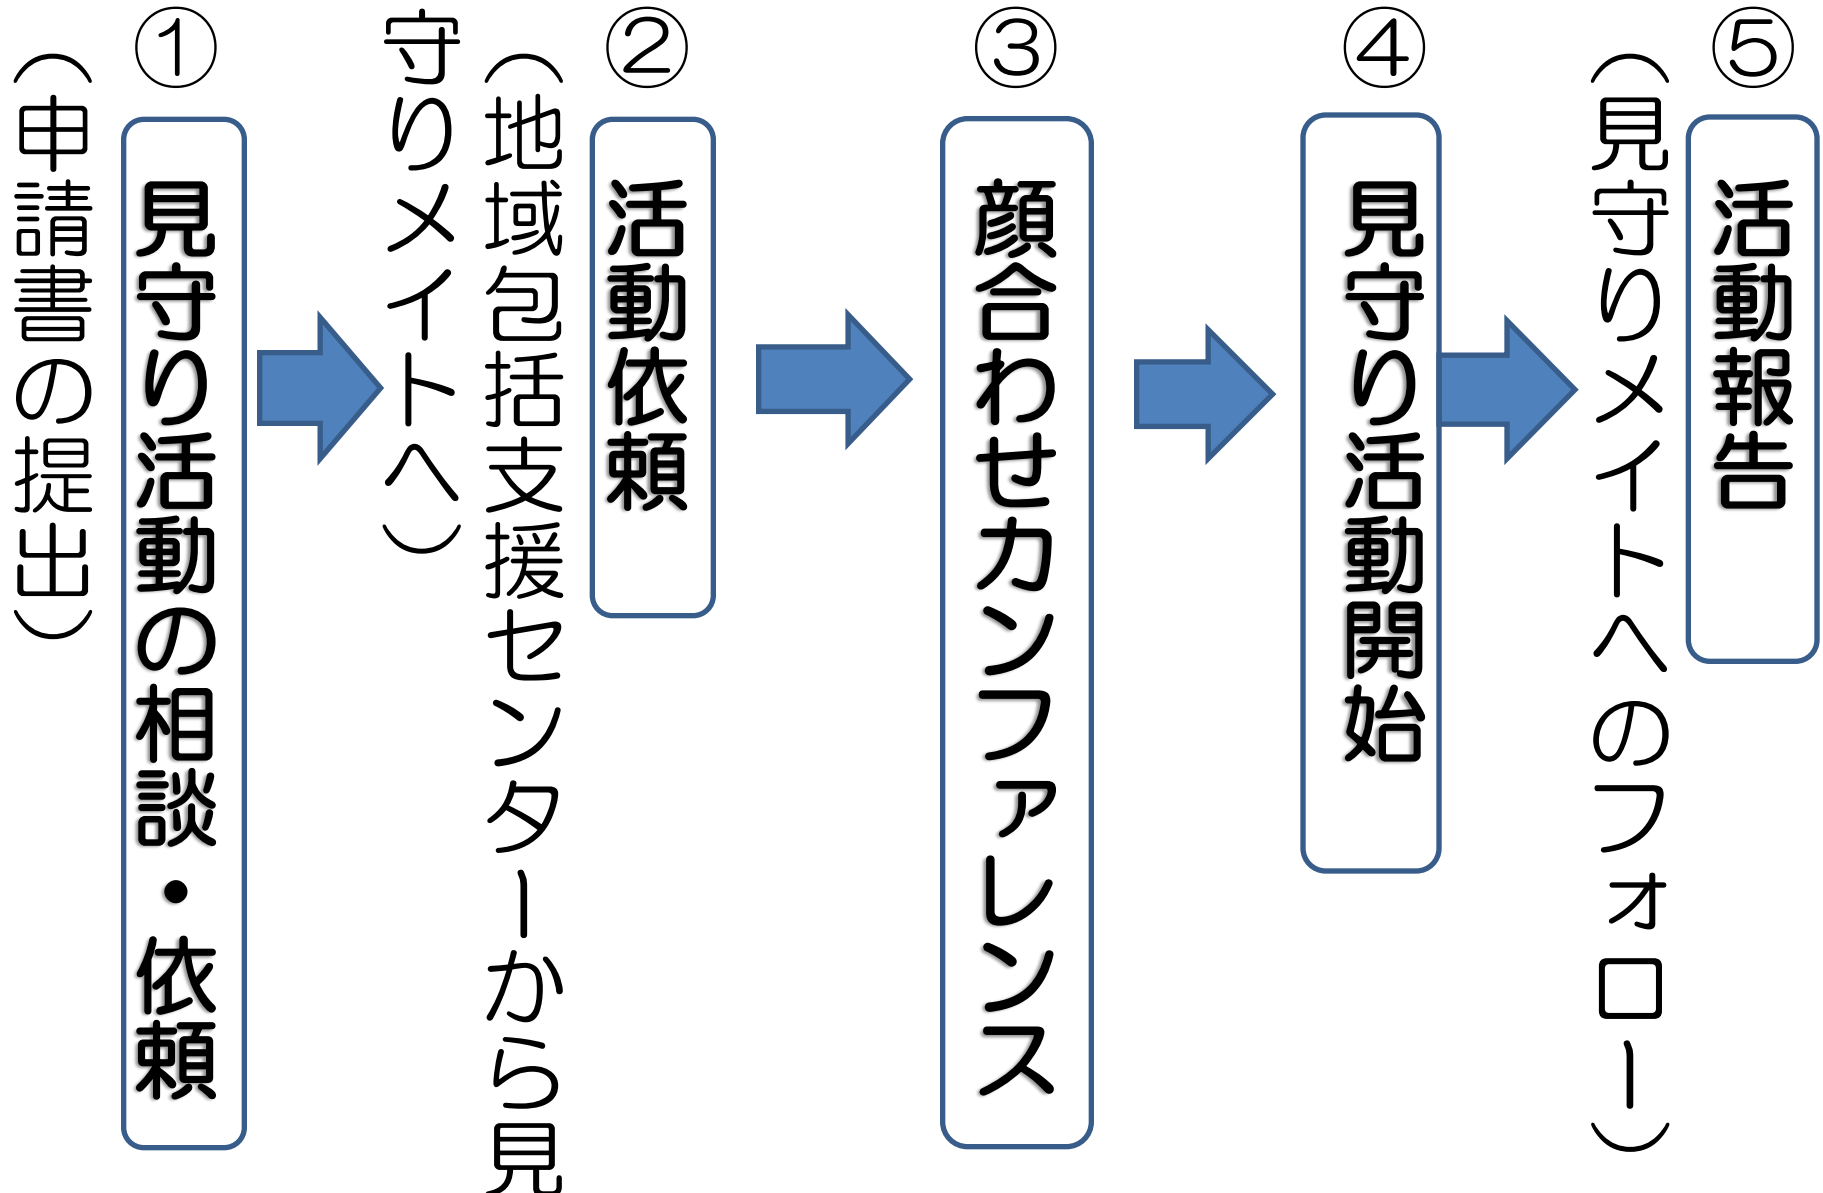 ①
見守り活動の相談・依頼
（申請書の提出）
②
活動依頼
（地域包括支援センターから見
守りメイトへ）
③
顔合わせカンファレンス
④
見守り活動開始
⑤
活動報告
（見守りメイトへのフォロー）